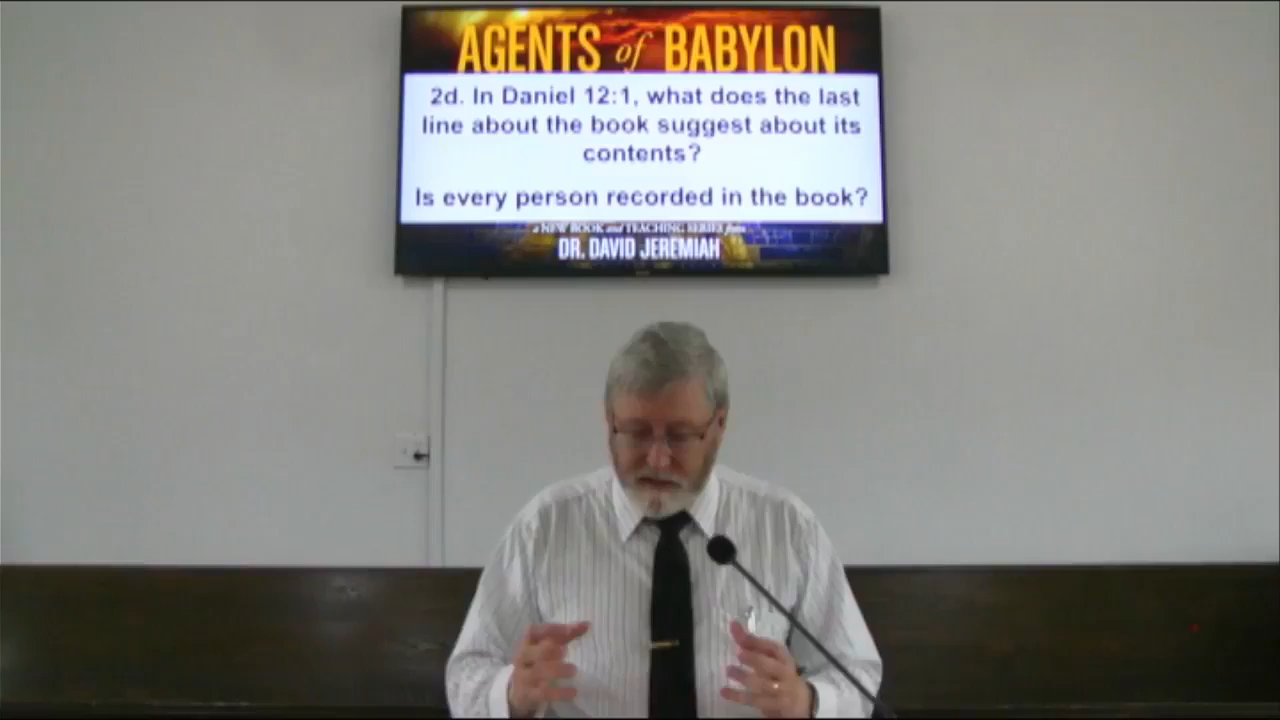 AGENTS of BABYLON
2d. In Daniel 12:1, what does the last
line about the book suggest about its
contents?
Is every person recorded in the book?
a NEW BOOK and TEACHING SERIES from
DR. DAVID JEREMIAH